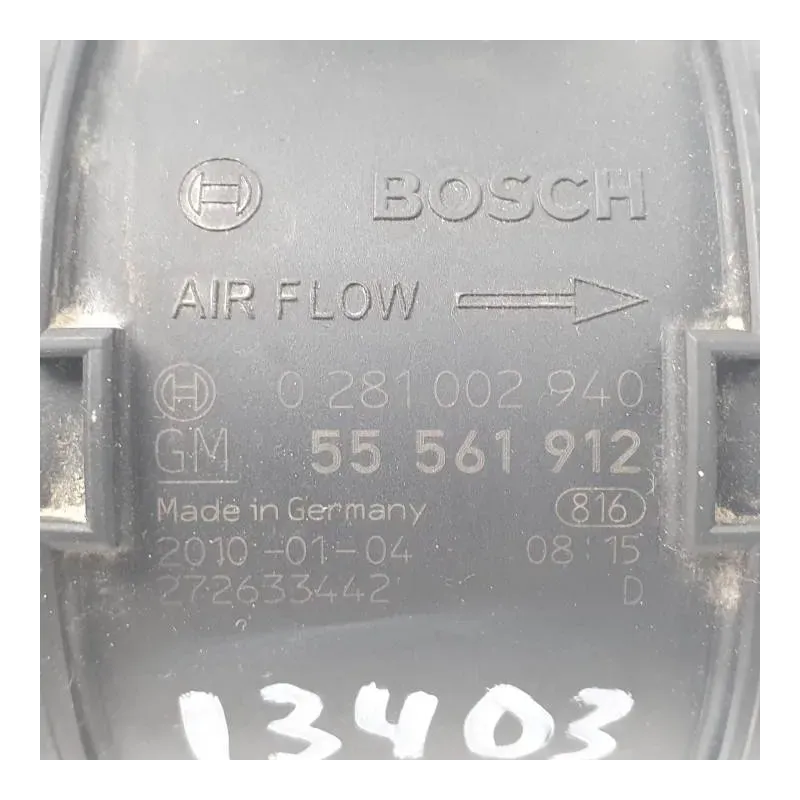 BOSCH
AIR FLOW
0 281 002 940
GM 55 561 912
Made in Germany 816
2010-01-04 08:15
272633442 D
13403